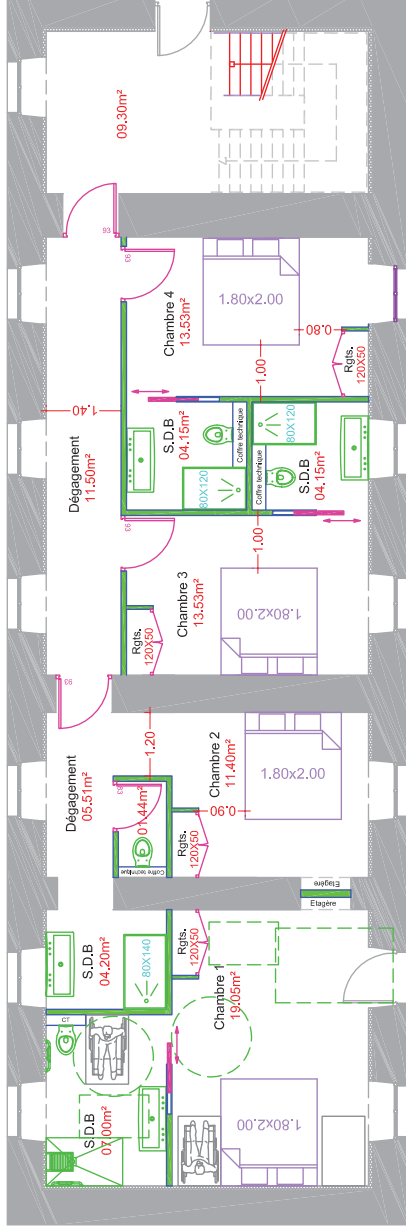 09.30m²
93
93
Chambre 4
13.53m²
1.80x2.00
0.80
Rgts.
120X50
1.00
1.40
Dégagement
11.50m²
S.D.B
04.15m²
Coffre technique
80X120
80X120
Coffre technique
S.D.B
04.15m²
93
1.00
Chambre 3
13.53m²
1.80x2.00
Rgts.
120X50
93
Dégagement
05.51m²
1.20
93
01.44m²
Coffre technique
Chambre 2
11.40m²
1.80x2.00
0.90
Rgts.
120X50
Etagère
Etagère
S.D.B
04.20m²
80X140
Rgts.
120X50
Chambre 1
19.05m²
1.80x2.00
CT
S.D.B
07.00m²